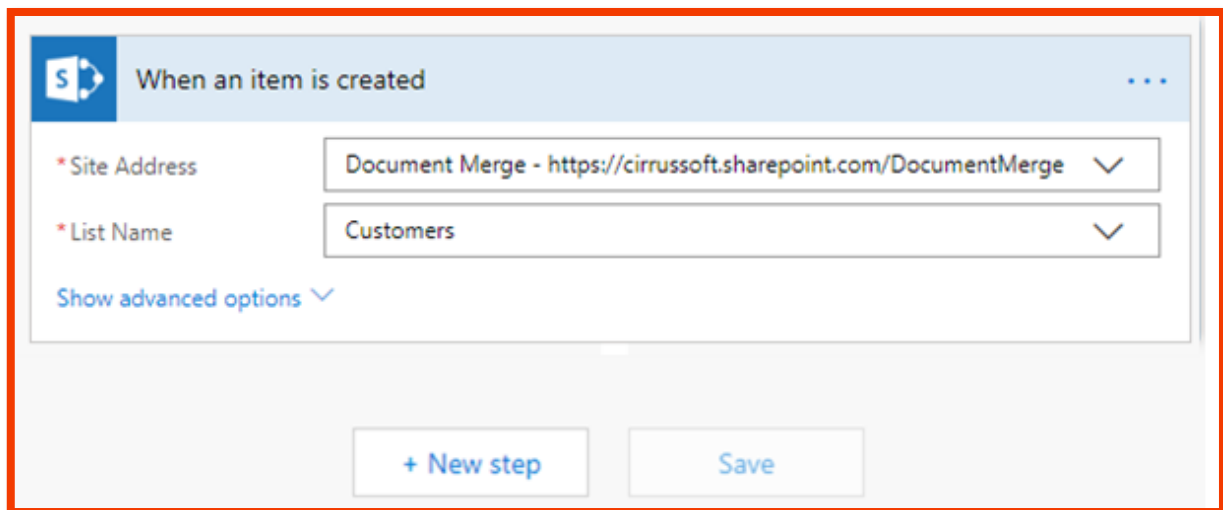 S
When an item is created
...
* Site Address
Document Merge - https://cirrussoft.sharepoint.com/DocumentMerge
* List Name
Customers
Show advanced options
+ New step
Save